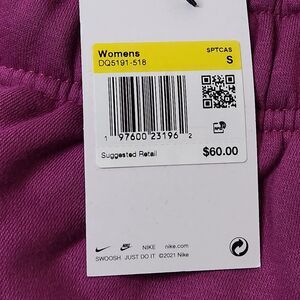 Womens SPTCAS
DQ5191-518 S
1 97600 23196 2
Suggested Retail $60.00
NIKE Nike.com
SWOOSH JUST DO IT ©2021 Nike